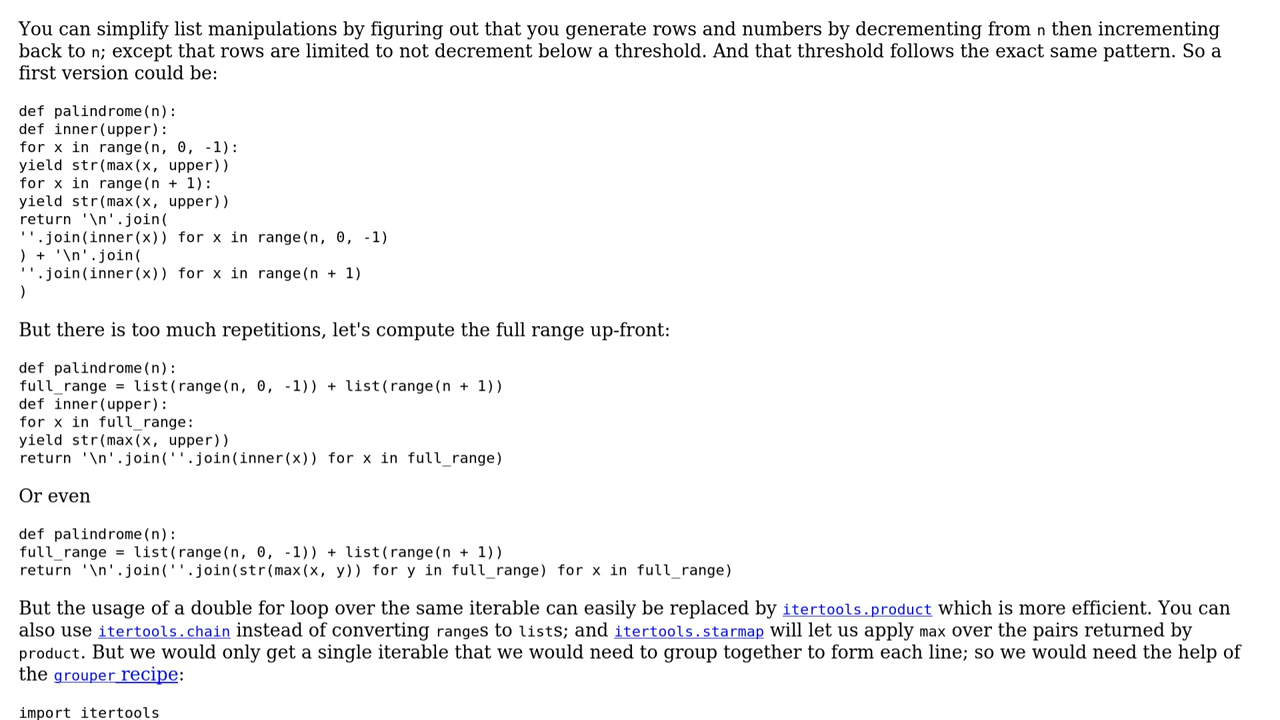 You can simplify list manipulations by figuring out that you generate rows and numbers by decrementing from n then incrementing
back to n; except that rows are limited to not decrement below a threshold. And that threshold follows the exact same pattern. So a
first version could be:
def palindrome(n):
def inner(upper):
for x in range(n, 0, -1):
yield str(max(x, upper))
for x in range(n + 1):
yield str(max(x, upper))
return '\n'.join(
''.join(inner(x)) for x in range(n, 0, -1)
) + '\n'.join(
''.join(inner(x)) for x in range(n + 1)
)
But there is too much repetitions, let's compute the full range up-front:
def palindrome(n):
full_range = list(range(n, 0, -1)) + list(range(n + 1))
def inner(upper):
for x in full_range:
yield str(max(x, upper))
return '\n'.join(''.join(inner(x)) for x in full_range)
Or even
def palindrome(n):
full_range = list(range(n, 0, -1)) + list(range(n + 1))
return '\n'.join(''.join(str(max(x, y)) for y in full_range) for x in full_range)
But the usage of a double for loop over the same iterable can easily be replaced by itertools.product which is more efficient. You can
also use itertools.chain instead of converting ranges to lists; and itertools.starmap will let us apply max over the pairs returned by
product. But we would only get a single iterable that we would need to group together to form each line; so we would need the help of
the grouper recipe:
import itertools